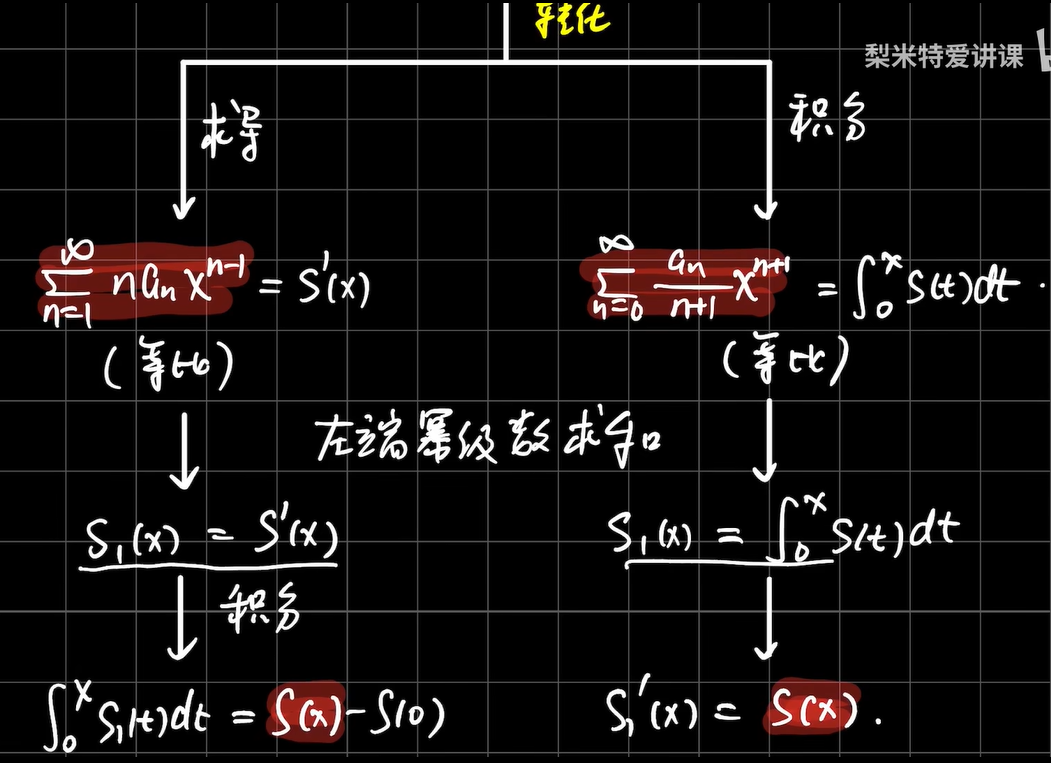 转化
梨米特爱讲课
求导
积分
\sum_{n=1}^{\infty} n a_n x^{n-1} = S'(x)
\sum_{n=0}^{\infty} \frac{a_n}{n+1} x^{n+1} = \int_0^x S(t)dt.
(等比)
(等比)
左端幂级数求和
S_1(x) = S'(x)
S_1(x) = \int_0^x S(t)dt
积分
\int_0^x S_1(t)dt = S(x)-S(0)
S_1'(x) = S(x).